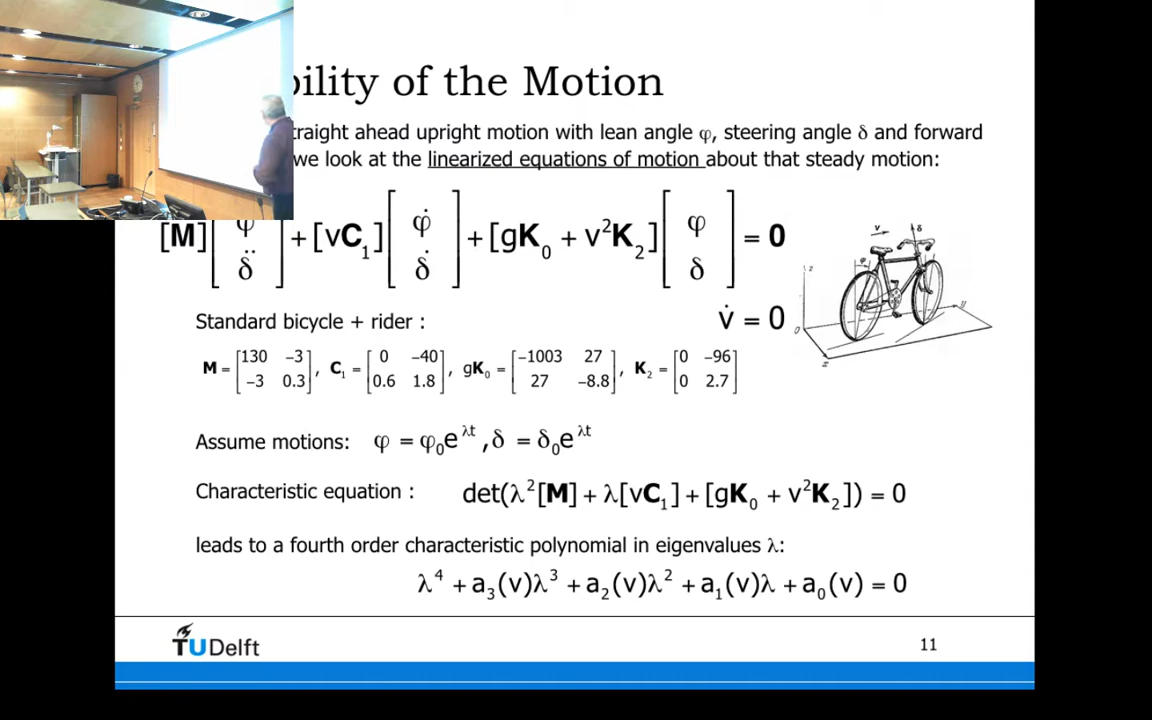 bility of the Motion
traight ahead upright motion with lean angle φ, steering angle δ and forward
we look at the linearized equations of motion about that steady motion:
[M][φ̈ δ̈] + [vC₁][φ̇ δ̇] + [gK₀ + v²K₂][φ δ] = 0
Standard bicycle + rider :
v̇ = 0
M = [130 −3 −3 0.3], C₁ = [0 −40 0.6 1.8], gK₀ = [−1003 27 27 −8.8], K₂ = [0 −96 0 2.7]
Assume motions: φ = φ₀e^λt , δ = δ₀e^λt
Characteristic equation : det(λ²[M] + λ[vC₁] + [gK₀ + v²K₂]) = 0
leads to a fourth order characteristic polynomial in eigenvalues λ:
λ⁴ + a₃(v)λ³ + a₂(v)λ² + a₁(v)λ + a₀(v) = 0
TUDelft
11